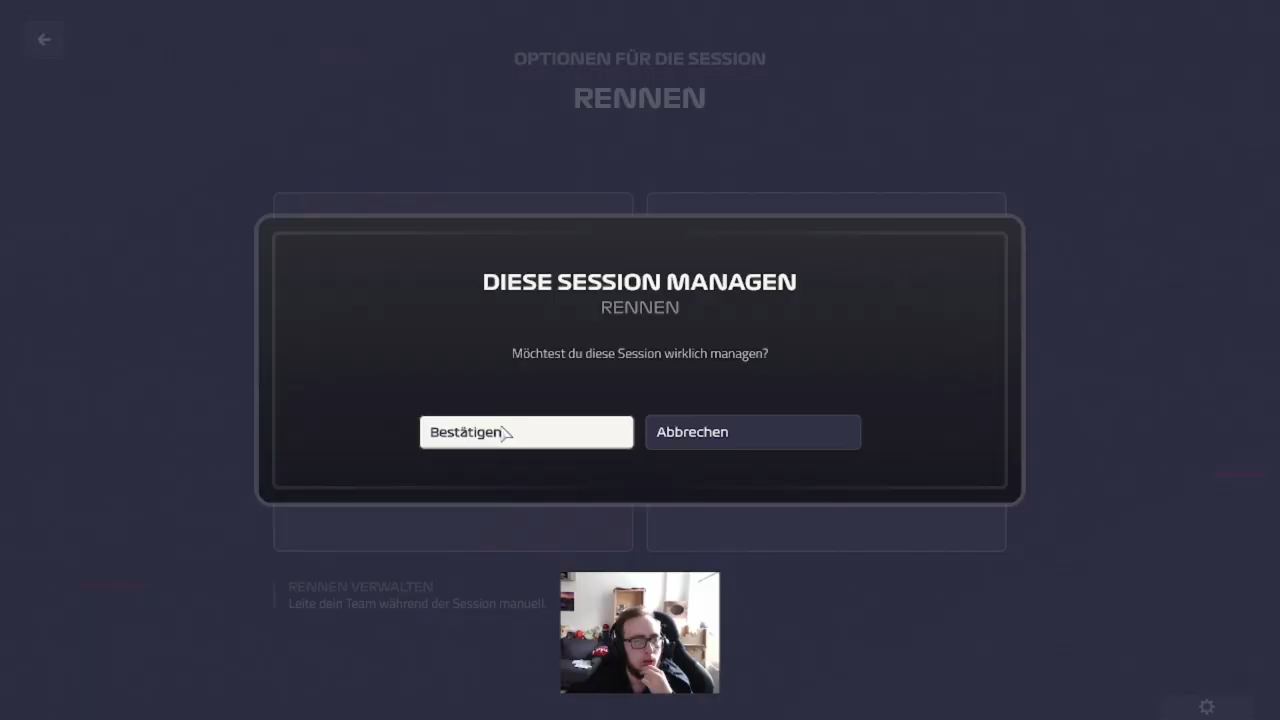 OPTIONEN FÜR DIE SESSION
RENNEN
DIESE SESSION MANAGEN
RENNEN
Möchtest du diese Session wirklich managen?
Bestätigen
Abbrechen
RENNEN VERWALTEN
Leite dein Team während der Session manuell.